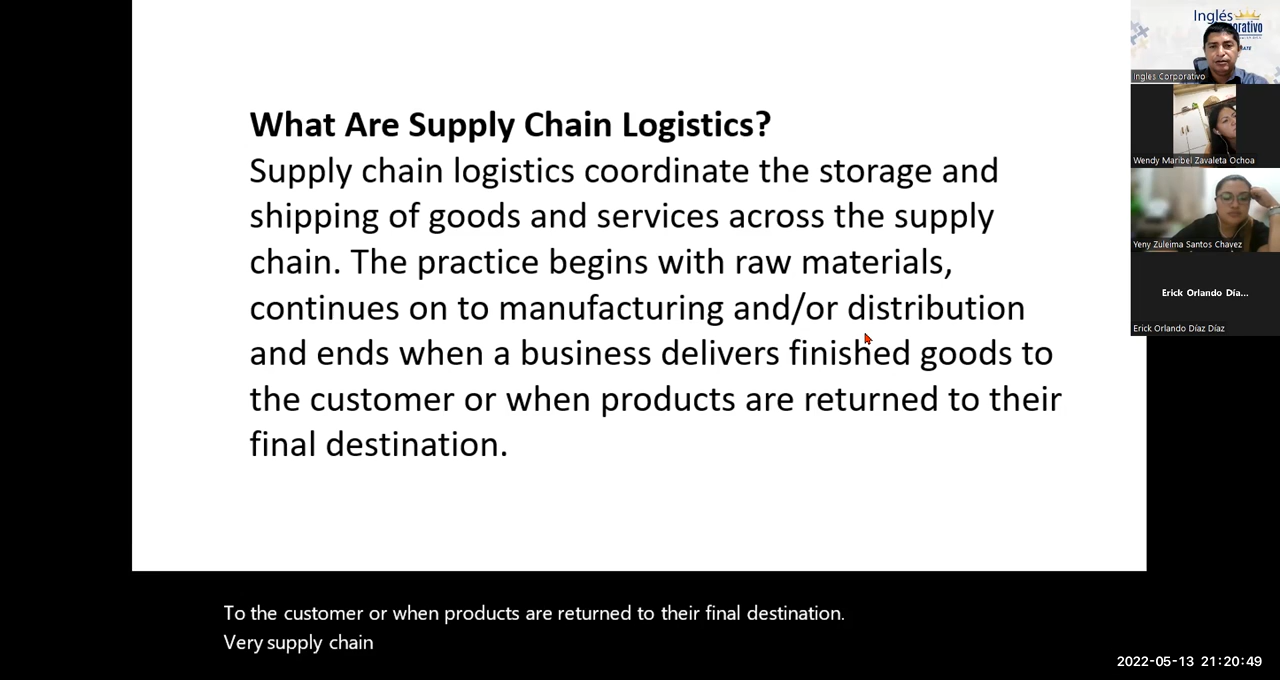 What Are Supply Chain Logistics?
Supply chain logistics coordinate the storage and
shipping of goods and services across the supply
chain. The practice begins with raw materials,
continues on to manufacturing and/or distribution
and ends when a business delivers finished goods to
the customer or when products are returned to their
final destination.
To the customer or when products are returned to their final destination.
Very supply chain
2022-05-13 21:20:49
Inglés
Ingles Corporativo
Wendy Maribel Zavaleta Ochoa
Yeny Zuleima Santos Chavez
Erick Orlando Día...
Erick Orlando Díaz Díaz